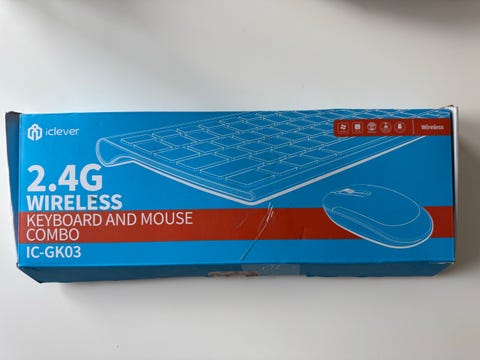 iclever
Wireless
2.4G
WIRELESS
KEYBOARD AND MOUSE
COMBO
IC-GK03